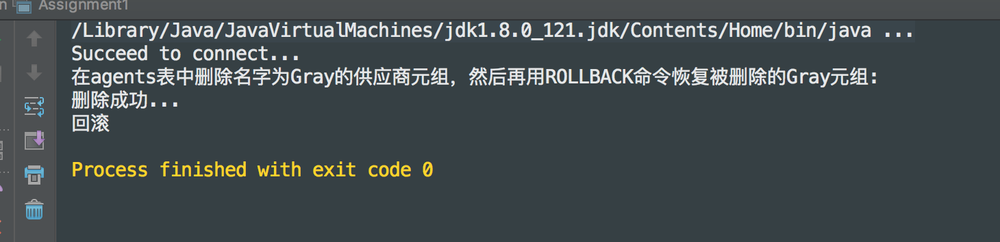 Assignment1
/Library/Java/JavaVirtualMachines/jdk1.8.0_121.jdk/Contents/Home/bin/java ...
Succeed to connect...
在agents表中删除名字为Gray的供应商元组，然后再用ROLLBACK命令恢复被删除的Gray元组:
删除成功...
回滚
Process finished with exit code 0